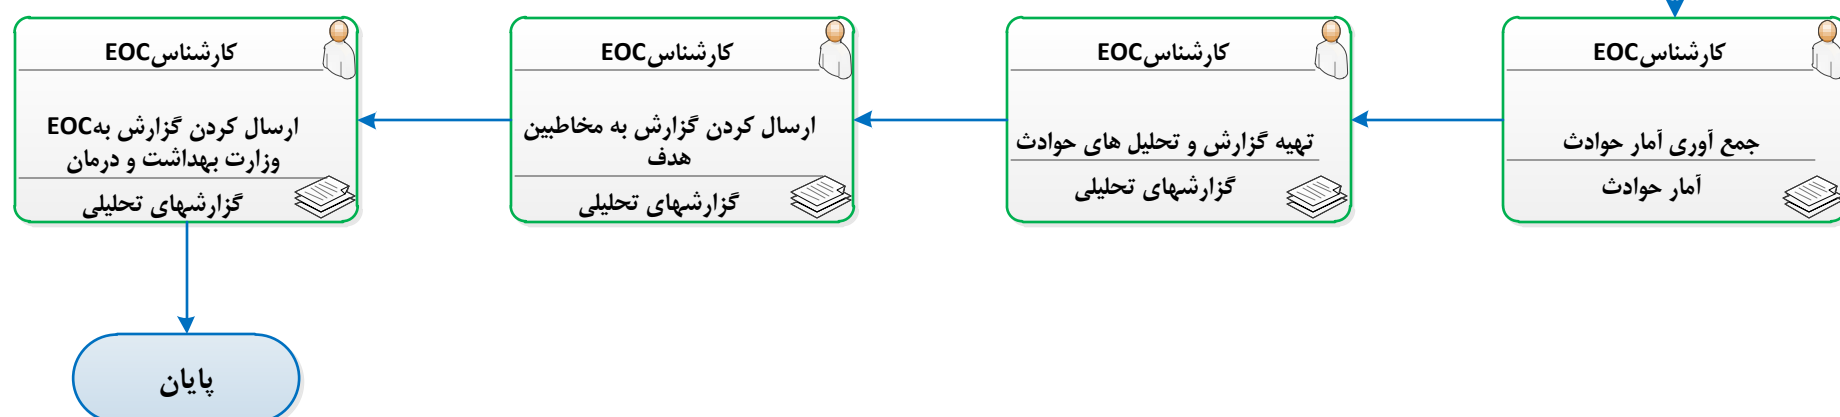 کارشناسEOC
جمع آوری آمار حوادث
آمار حوادث
کارشناسEOC
تهیه گزارش و تحلیل های حوادث
گزارشهای تحلیلی
کارشناسEOC
ارسال کردن گزارش به مخاطبین
هدف
گزارشهای تحلیلی
کارشناسEOC
ارسال کردن گزارش بهEOC
وزارت بهداشت و درمان
گزارشهای تحلیلی
پایان